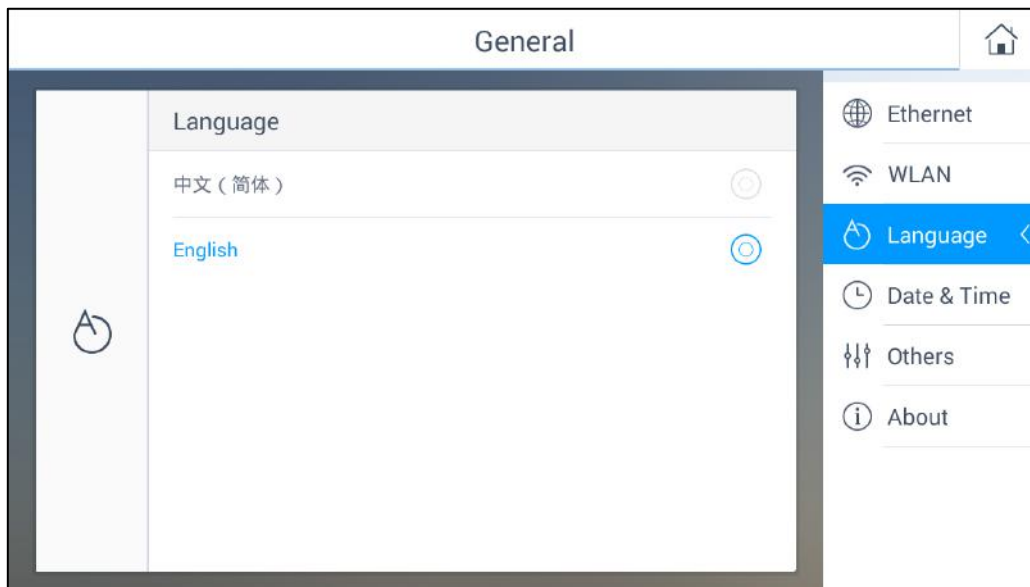 General
Language
中文（简体）
English
Ethernet
WLAN
Language
Date & Time
Others
About